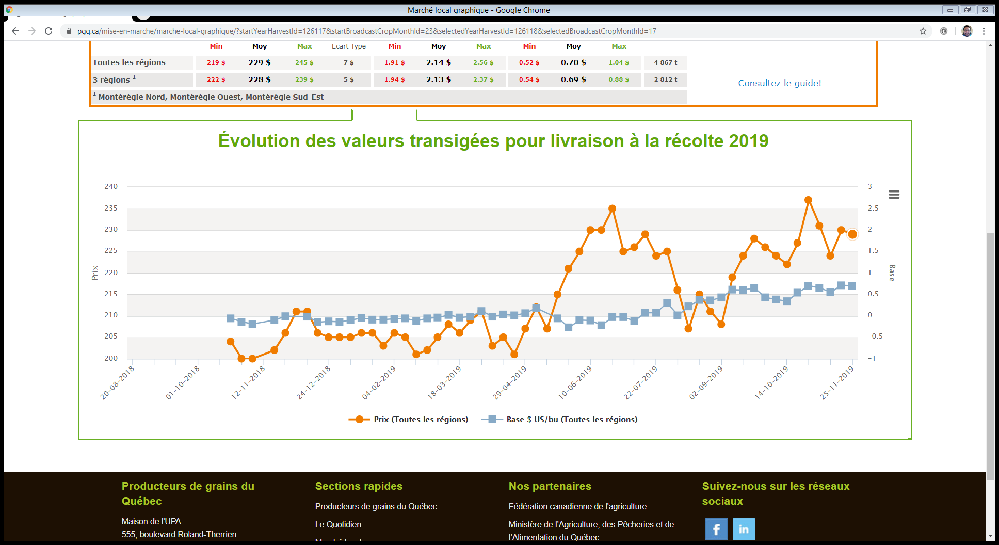 Marché local graphique - Google Chrome
pgq.ca/mise-en-marche/marche-local-graphique/?startYearHarvestId=126117&startBroadcastCropMonthId=23&selectedYearHarvestId=126118&selectedBroadcastCropMonthId=17
Min Moy Max Ecart Type Min Moy Max Min Moy Max
Toutes les régions 219 $ 229 $ 245 $ 7 $ 1.91 $ 2.14 $ 2.56 $ 0.52 $ 0.70 $ 1.04 $ 4 867 t
3 régions 1 222 $ 228 $ 239 $ 5 $ 1.94 $ 2.13 $ 2.37 $ 0.54 $ 0.69 $ 0.88 $ 2 812 t
1 Montérégie Nord, Montérégie Ouest, Montérégie Sud-Est
Consultez le guide!
Évolution des valeurs transigées pour livraison à la récolte 2019
240 3
235 2.5
230 2
225 1.5
220 1
215 0.5
210 0
205 -0.5
200 -1
Prix
Base
20-08-2018 01-10-2018 12-11-2018 24-12-2018 04-02-2019 18-03-2019 29-04-2019 10-06-2019 22-07-2019 02-09-2019 14-10-2019 25-11-2019
Prix (Toutes les régions) Base $ US/bu (Toutes les régions)
Producteurs de grains du
Québec
Maison de l'UPA
555, boulevard Roland-Therrien
Sections rapides
Producteurs de grains du Québec
Le Quotidien
Nos partenaires
Fédération canadienne de l'agriculture
Ministère de l’Agriculture, des Pêcheries et de
l’Alimentation du Québec
Suivez-nous sur les réseaux
sociaux
f in